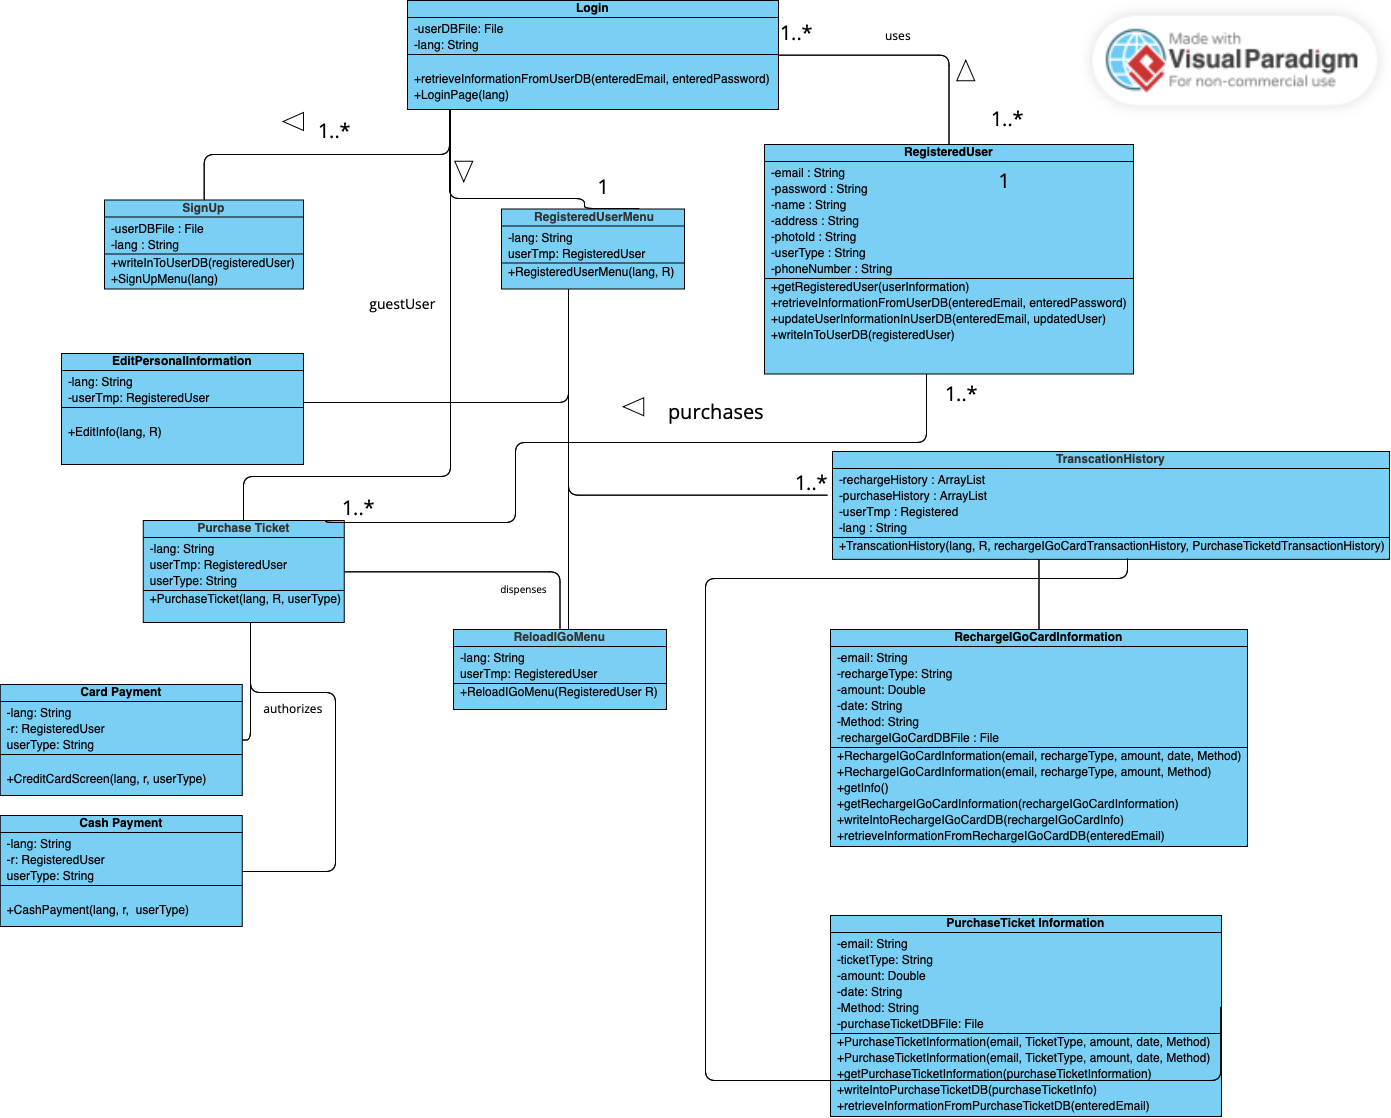 Login
-userDBFile: File
-lang: String
+retrieveInformationFromUserDB(enteredEmail, enteredPassword)
+LoginPage(lang)
1..*
uses
Made with
VisualParadigm
For non-commercial use
1..*
1..*
RegisteredUser
-email : String
1
-password : String
-name : String
-address : String
-photoId : String
-userType : String
-phoneNumber : String
+getRegisteredUser(userInformation)
+retrieveInformationFromUserDB(enteredEmail, enteredPassword)
+updateUserInformationInUserDB(enteredEmail, updatedUser)
+writeInToUserDB(registeredUser)
SignUp
-userDBFile : File
-lang : String
+writeInToUserDB(registeredUser)
+SignUpMenu(lang)
1
RegisteredUserMenu
-lang: String
userTmp: RegisteredUser
+RegisteredUserMenu(lang, R)
guestUser
EditPersonalInformation
-lang: String
-userTmp: RegisteredUser
+EditInfo(lang, R)
purchases
1..*
1..*
TranscationHistory
-rechargeHistory : ArrayList
-purchaseHistory : ArrayList
-userTmp : Registered
-lang : String
+TranscationHistory(lang, R, rechargeIGoCardTransactionHistory, PurchaseTicketdTransactionHistory)
1..*
Purchase Ticket
-lang: String
userTmp: RegisteredUser
userType: String
+PurchaseTicket(lang, R, userType)
dispenses
ReloadIGoMenu
-lang: String
userTmp: RegisteredUser
+ReloadIGoMenu(RegisteredUser R)
RechargeIGoCardInformation
-email: String
-rechargeType: String
-amount: Double
-date: String
-Method: String
-rechargeIGoCardDBFile : File
+RechargeIGoCardInformation(email, rechargeType, amount, date, Method)
+RechargeIGoCardInformation(email, rechargeType, amount, Method)
+getInfo()
+getRechargeIGoCardInformation(rechargeIGoCardInformation)
+writeIntoRechargeIGoCardDB(rechargeIGoCardInfo)
+retrieveInformationFromRechargeIGoCardDB(enteredEmail)
Card Payment
-lang: String
-r: RegisteredUser
userType: String
+CreditCardScreen(lang, r, userType)
authorizes
Cash Payment
-lang: String
-r: RegisteredUser
userType: String
+CashPayment(lang, r,  userType)
PurchaseTicket Information
-email: String
-ticketType: String
-amount: Double
-date: String
-Method: String
-purchaseTicketDBFile: File
+PurchaseTicketInformation(email, TicketType, amount, date, Method)
+PurchaseTicketInformation(email, TicketType, amount, date, Method)
+getPurchaseTicketInformation(purchaseTicketInformation)
+writeIntoPurchaseTicketDB(purchaseTicketInfo)
+retrieveInformationFromPurchaseTicketDB(enteredEmail)